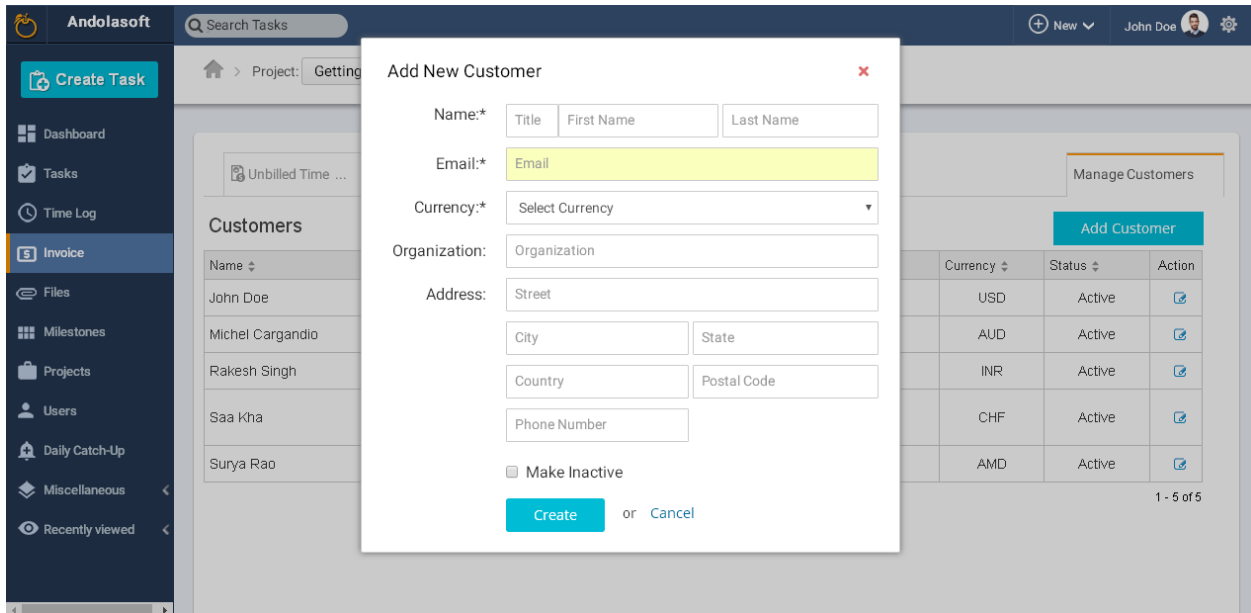 Andolasoft
Search Tasks
New
John Doe
Create Task
Dashboard
Tasks
Time Log
Invoice
Files
Milestones
Projects
Users
Daily Catch-Up
Miscellaneous
Recently viewed
> Project: Getting
Unbilled Time ...
Manage Customers
Customers
Add Customer
Name Currency Status Action
John Doe USD Active
Michel Cargandio AUD Active
Rakesh Singh INR Active
Saa Kha CHF Active
Surya Rao AMD Active
1 - 5 of 5
Add New Customer
Name:* Title First Name Last Name
Email:* Email
Currency:* Select Currency
Organization: Organization
Address: Street
City State
Country Postal Code
Phone Number
Make Inactive
Create or Cancel